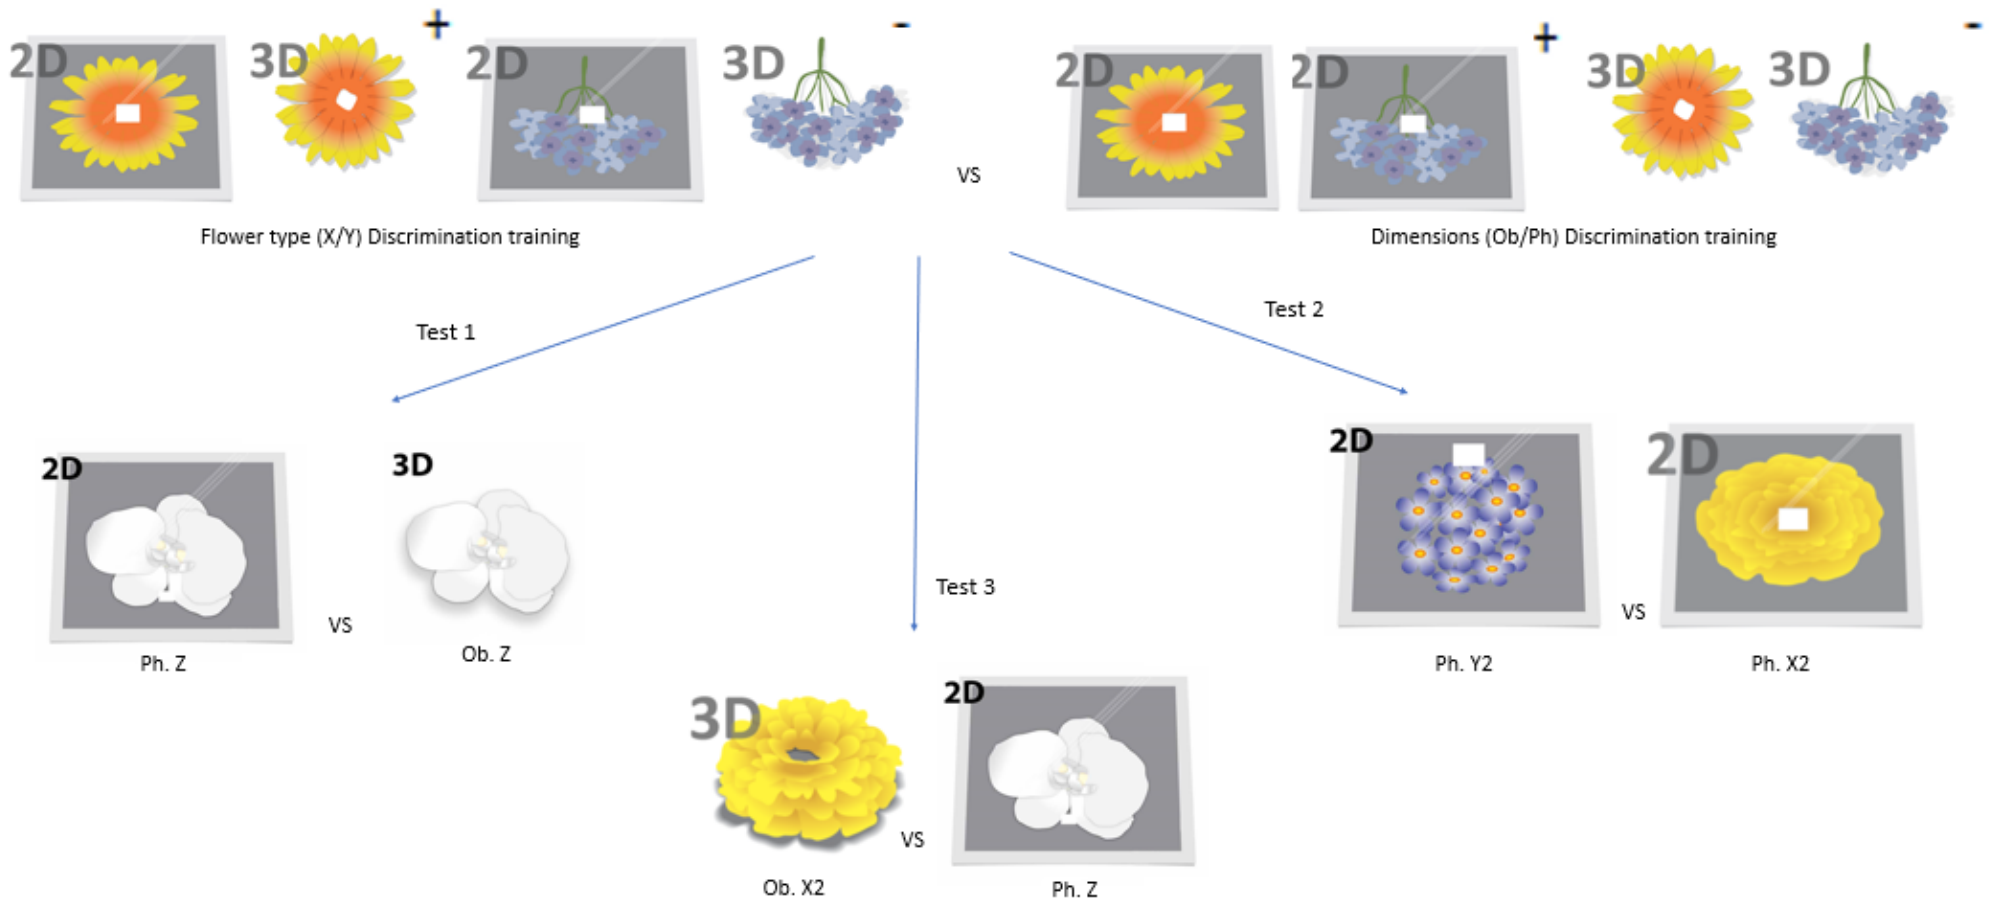 2D 3D + 2D 3D -
2D 2D + 3D 3D -
VS
Flower type (X/Y) Discrimination training
Dimensions (Ob/Ph) Discrimination training
Test 1
Test 2
2D
3D
VS
Ph. Z
Ob. Z
2D
2D
VS
Ph. Y2
Ph. X2
Test 3
3D
2D
VS
Ob. X2
Ph. Z